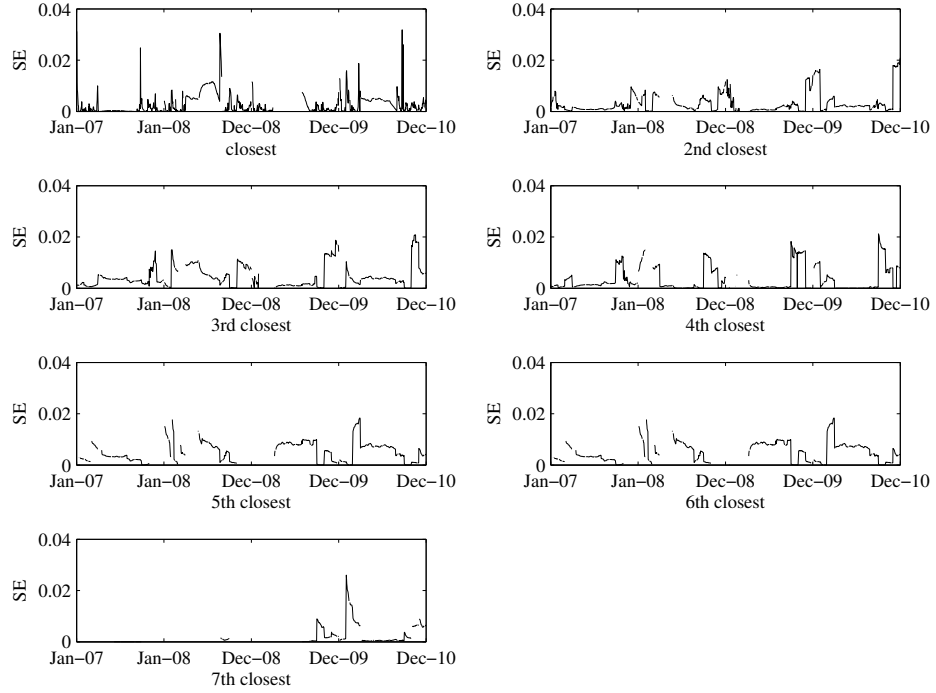 0.04
0.02
0
SE
Jan−07
Jan−08
Dec−08
Dec−09
Dec−10
closest
0.04
0.02
0
SE
Jan−07
Jan−08
Dec−08
Dec−09
Dec−10
2nd closest
0.04
0.02
0
SE
Jan−07
Jan−08
Dec−08
Dec−09
Dec−10
3rd closest
0.04
0.02
0
SE
Jan−07
Jan−08
Dec−08
Dec−09
Dec−10
4th closest
0.04
0.02
0
SE
Jan−07
Jan−08
Dec−08
Dec−09
Dec−10
5th closest
0.04
0.02
0
SE
Jan−07
Jan−08
Dec−08
Dec−09
Dec−10
6th closest
0.04
0.02
0
SE
Jan−07
Jan−08
Dec−08
Dec−09
Dec−10
7th closest